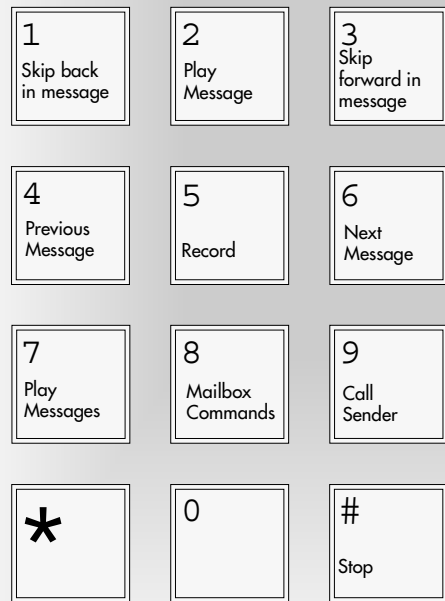 1
Skip back
in message
2
Play
Message
3
Skip
forward in
message
4
Previous
Message
5
Record
6
Next
Message
7
Play
Messages
8
Mailbox
Commands
9
Call
Sender
*
0
#
Stop